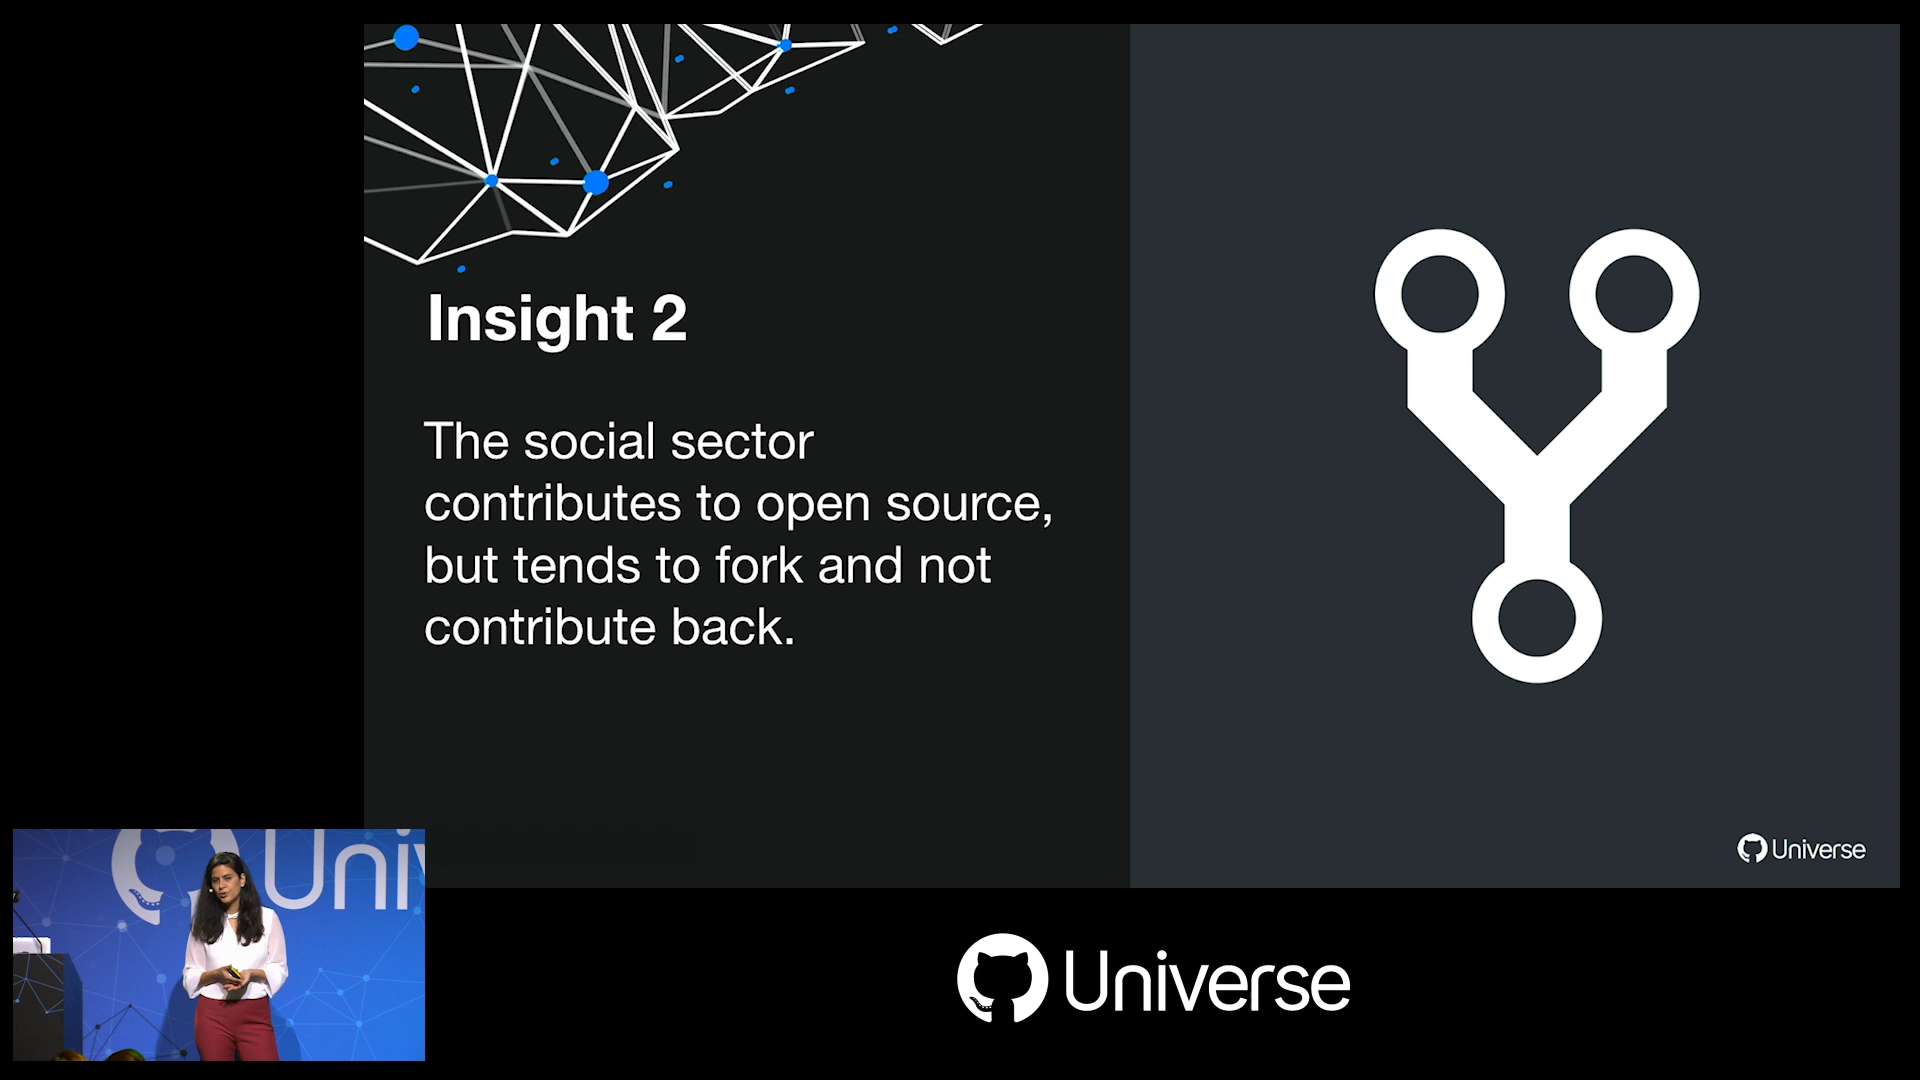 Insight 2
The social sector
contributes to open source,
but tends to fork and not
contribute back.
Universe
Univ
Universe